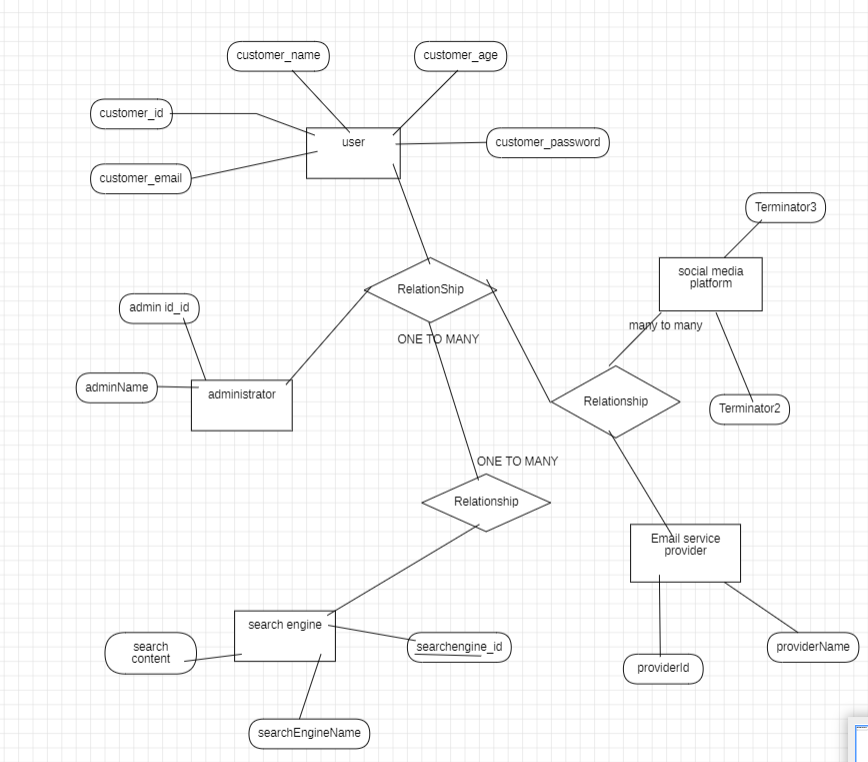 customer_name
customer_age
customer_id
user
customer_password
customer_email
Terminator3
social media
platform
RelationShip
admin id_id
many to many
ONE TO MANY
adminName
administrator
Relationship
Terminator2
ONE TO MANY
Relationship
Email service
provider
search engine
search
content
searchengine_id
providerName
providerId
searchEngineName